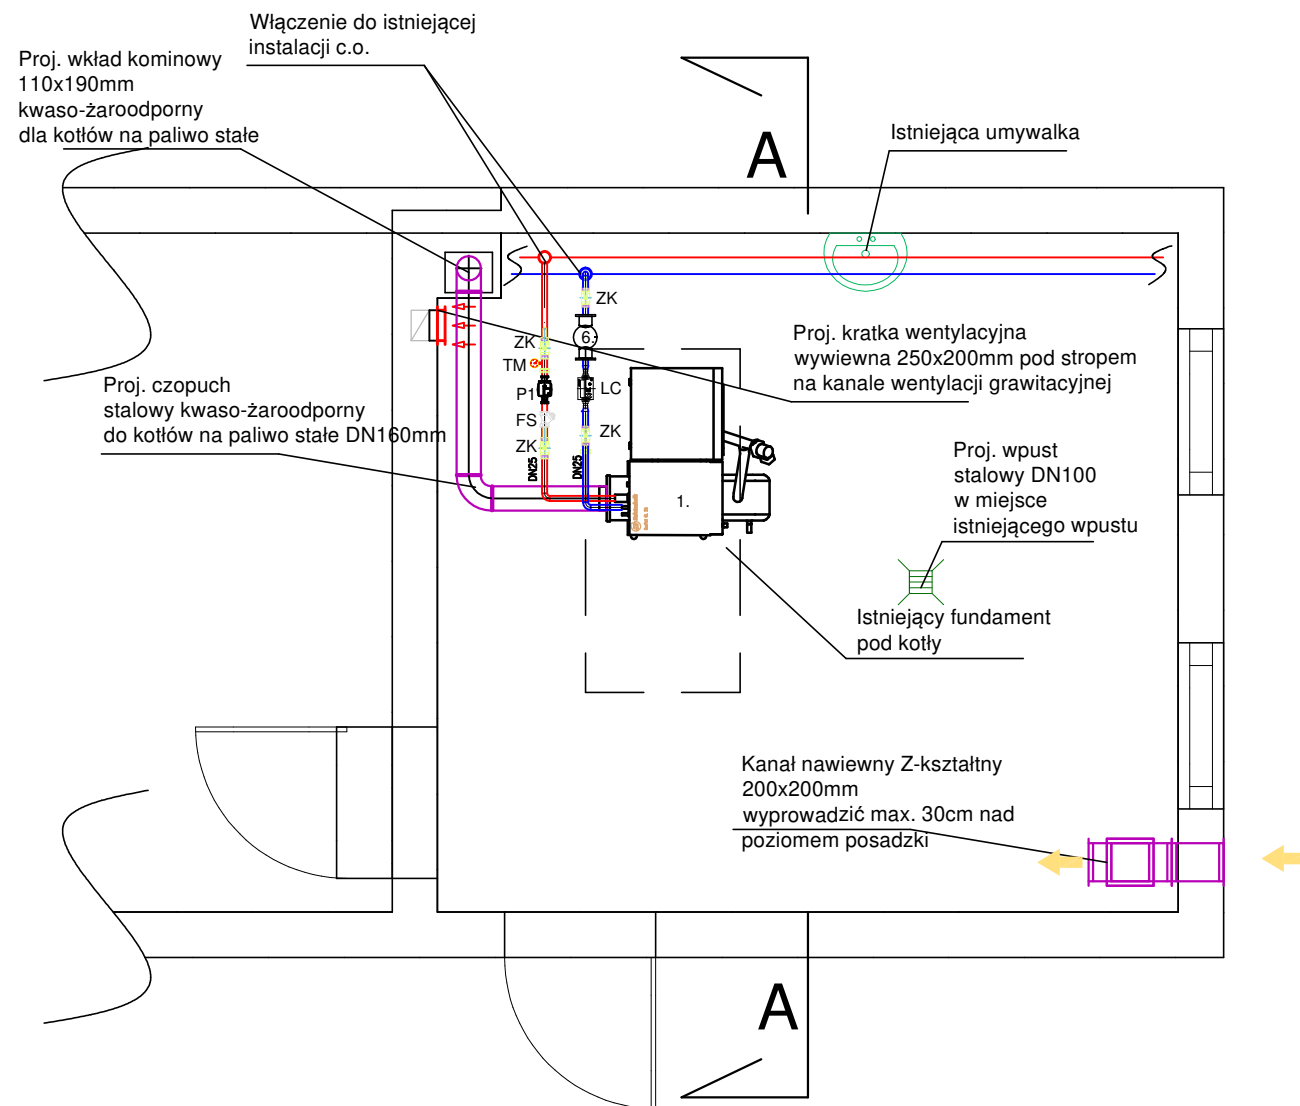 Włączenie do istniejącej
instalacji c.o.
Proj. wkład kominowy
110x190mm
kwaso-żaroodporny
dla kotłów na paliwo stałe
A
Istniejąca umywalka
ZK
6.
ZK
TM
P1
LC
FS
ZK
ZK
DN25
DN25
Proj. kratka wentylacyjna
wywiewna 250x200mm pod stropem
na kanale wentylacji grawitacyjnej
Proj. czopuch
stalowy kwaso-żaroodporny
do kotłów na paliwo stałe DN160mm
Proj. wpust
stalowy DN100
w miejsce
istniejącego wpustu
1.
Istniejący fundament
pod kotły
Kanał nawiewny Z-kształtny
200x200mm
wyprowadzić max. 30cm nad
poziomem posadzki
A